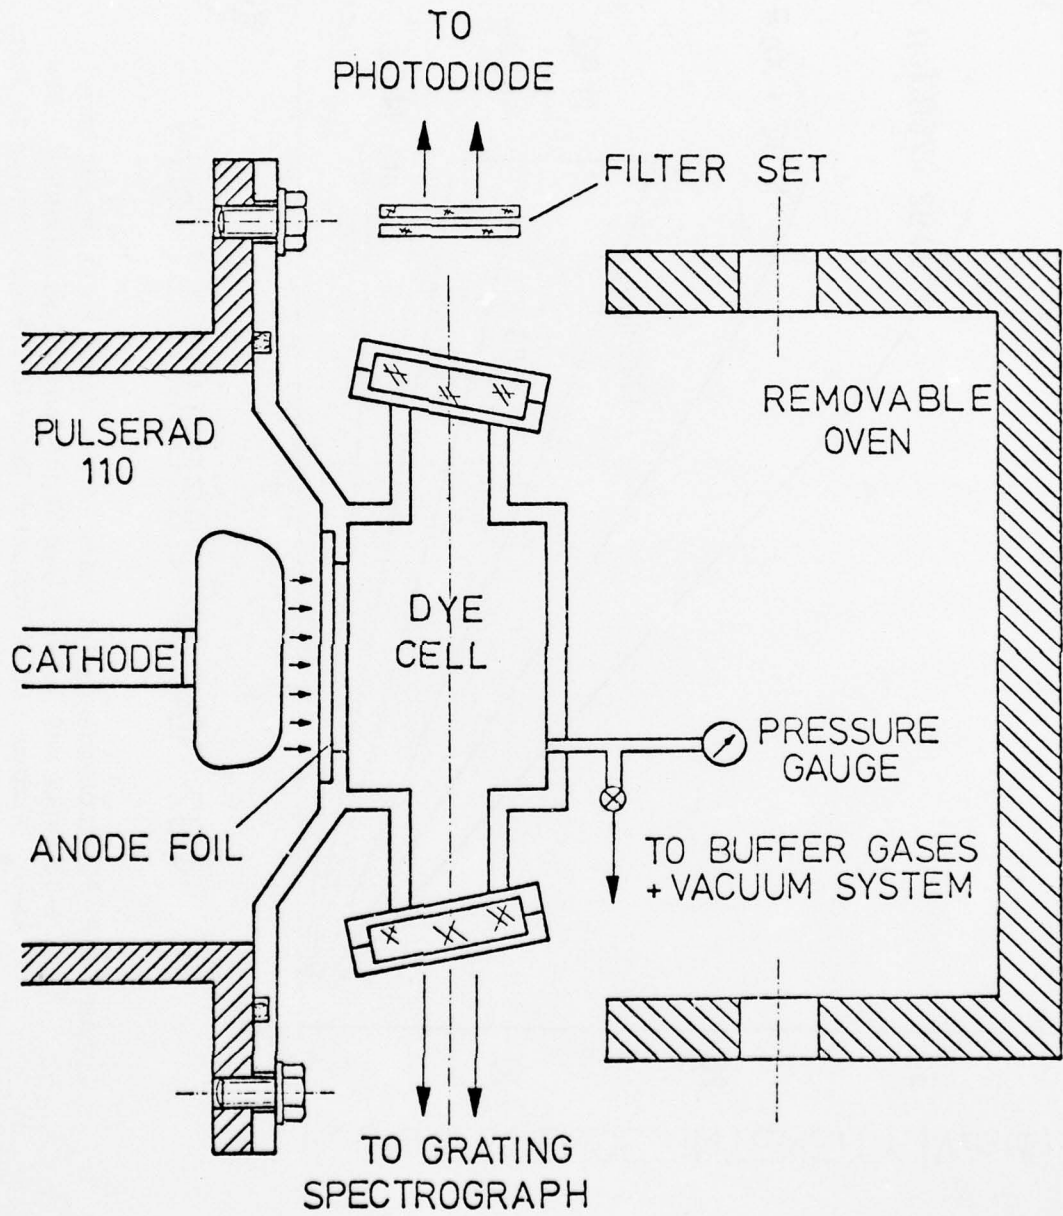 TO
PHOTODIODE
FILTER SET
REMOVABLE
OVEN
PULSERAD
110
DYE
CELL
CATHODE
PRESSURE
GAUGE
ANODE FOIL
TO BUFFER GASES
+ VACUUM SYSTEM
TO GRATING
SPECTROGRAPH